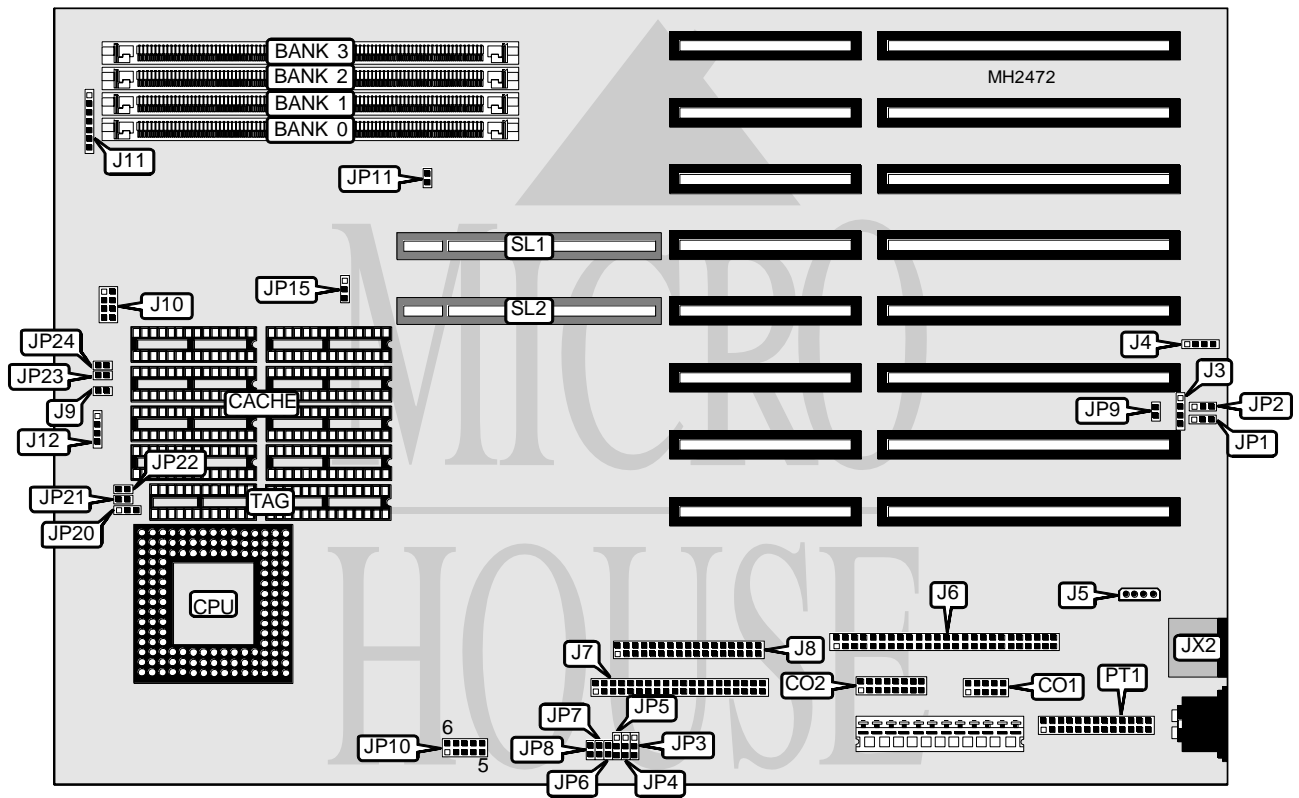 BANK 3
BANK 2
MH2472
BANK 1
BANK 0
J11
JP11
SL1
JP15
J10
SL2
JP24
J4
JP23
J3
CACHE
J9
JP9
JP2
J12
JP1
JP22
JP21
TAG
JP20
MICRO
HOUSE
CPU
J6
J5
J7
J8
JX2
CO2
CO1
PT1
JP5
JP7
6
JP10
JP8
JP3
5
JP6
JP4